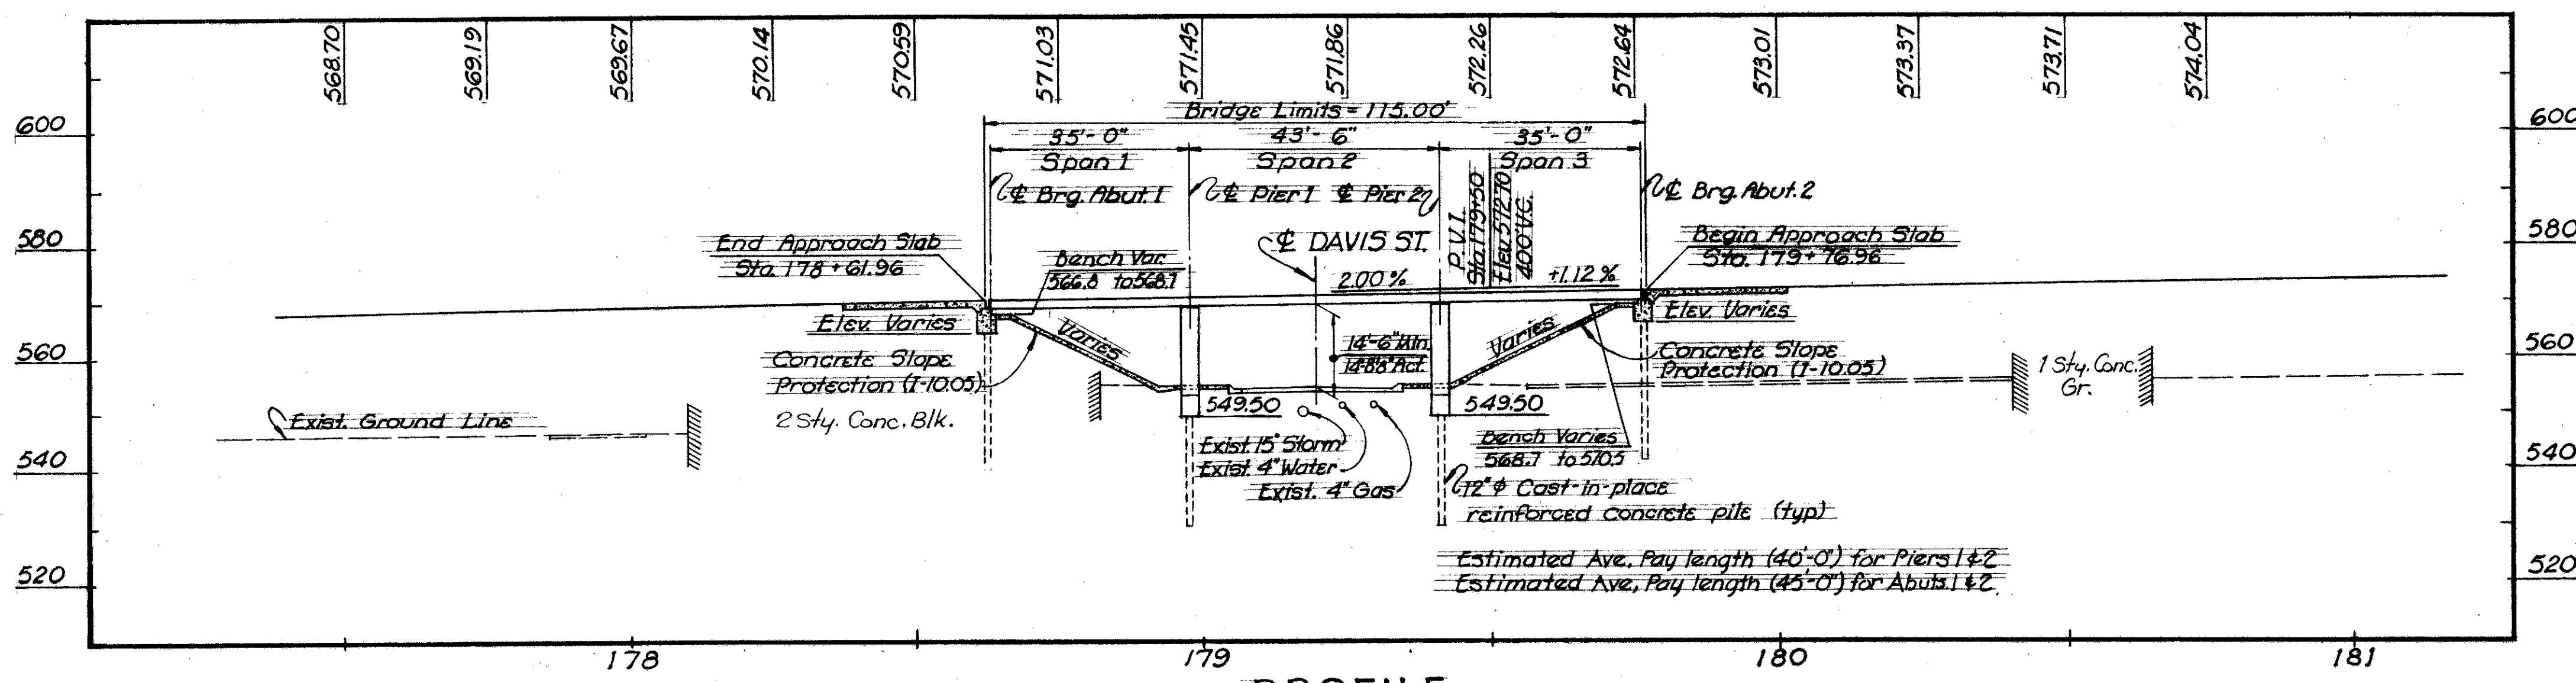 568.70
569.19
569.67
570.14
570.59
571.03
571.45
571.86
572.26
572.64
573.01
573.37
573.71
574.04
Bridge Limits = 115.00'
600
600
35'-0"
43'-6"
35'-0"
Span 1
Span 2
Span 3
℄ Brg. Abut. 1
℄ Pier 1
℄ Pier 2
P.V.I.
Sta. 179+50
Elev. 572.70
400' V.C.
℄ Brg. Abut. 2
580
580
End Approach Slab
Sta. 178+61.96
Bench Var.
566.8 to 568.7
℄ DAVIS ST.
2.00%
+1.12%
Begin Approach Slab
Sta. 179+76.96
Elev. Varies
Elev. Varies
Varies
Varies
14'-6" Min.
Act.
560
560
Concrete Slope
Protection (I-10.05)
Concrete Slope
Protection (I-10.05)
1 Sty. Conc.
Gr.
2 Sty. Conc. Blk.
549.50
549.50
Exist. Ground Line
Exist. 15" Storm
Exist. 4" Water
Exist. 4" Gas
Bench Varies
568.7 to 570.5
540
540
12"ϕ Cast-in-place
reinforced concrete pile (typ)
Estimated Ave. Pay length (40'-0") for Piers 1 & 2
Estimated Ave. Pay length (45'-0") for Abuts. 1 & 2
520
520
178
179
180
181
PROFILE